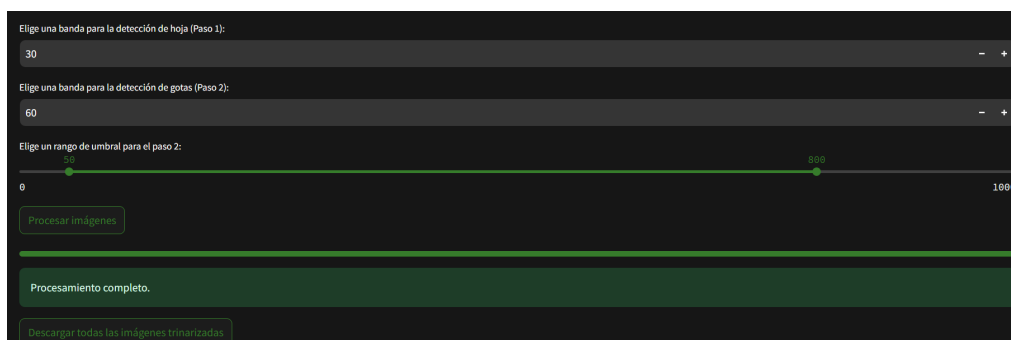 Elige una banda para la detección de hoja (Paso 1):
30
Elige una banda para la detección de gotas (Paso 2):
60
Elige un rango de umbral para el paso 2:
50 800
0 1000
Procesar imágenes
Procesamiento completo.
Descargar todas las imágenes trinarizadas